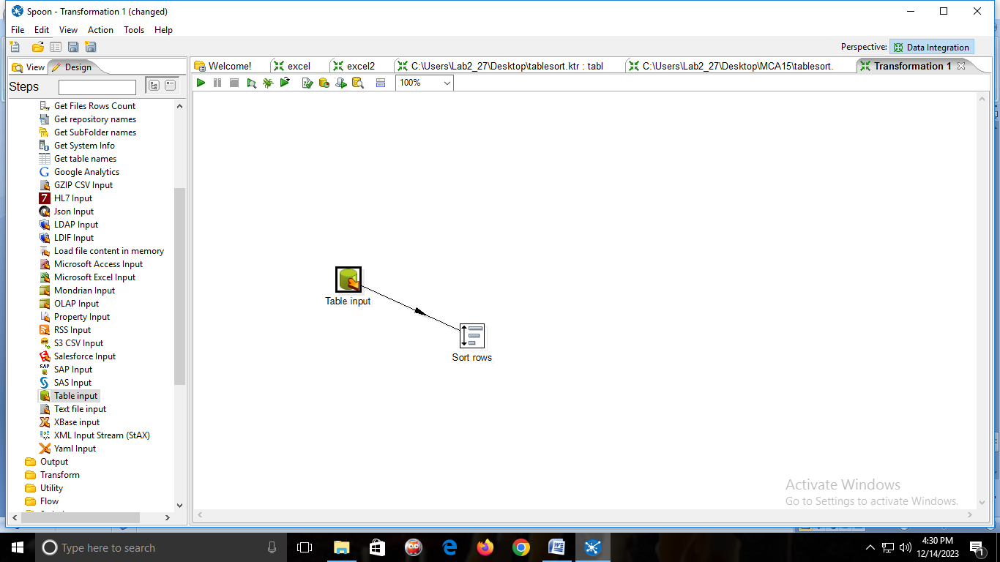 Spoon - Transformation 1 (changed)
File Edit View Action Tools Help
Perspective: Data Integration
View Design
Welcome! excel excel2 C:\Users\Lab2_27\Desktop\tablesort.ktr : tabl C:\Users\Lab2_27\Desktop\MCA15\tablesort. Transformation 1
Steps
100%
Get Files Rows Count
Get repository names
Get SubFolder names
Get System Info
Get table names
Google Analytics
GZIP CSV Input
HL7 Input
Json Input
LDAP Input
LDIF Input
Load file content in memory
Microsoft Access Input
Microsoft Excel Input
Mondrian Input
OLAP Input
Property Input
RSS Input
S3 CSV Input
Salesforce Input
SAP Input
SAS Input
Table input
Text file input
XBase input
XML Input Stream (StAX)
Yaml Input
Output
Transform
Utility
Flow
Table input
Sort rows
Activate Windows
Go to Settings to activate Windows.
Type here to search
4:30 PM
12/14/2023
1